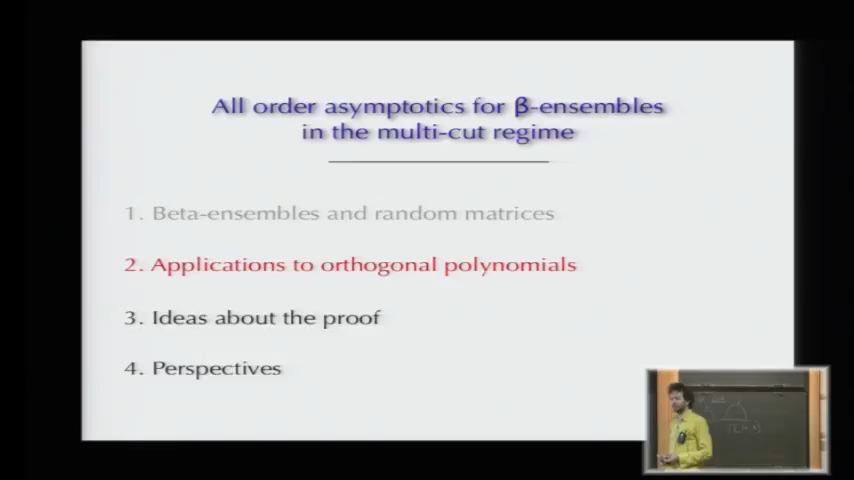 All order asymptotics for β-ensembles
in the multi-cut regime
1. Beta-ensembles and random matrices
2. Applications to orthogonal polynomials
3. Ideas about the proof
4. Perspectives